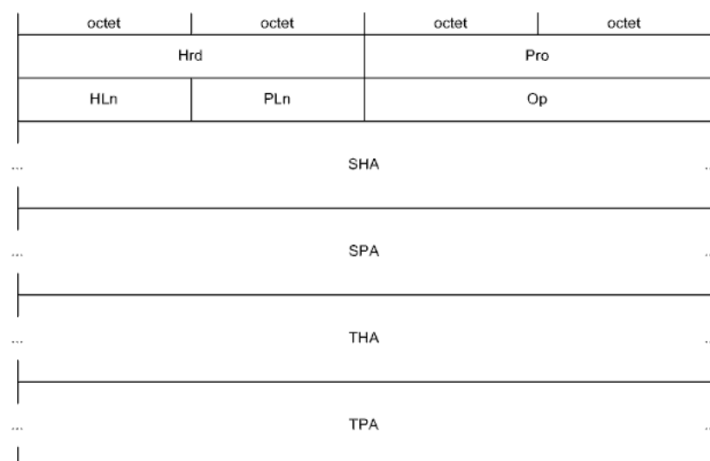 octet octet octet octet
Hrd Pro
HLn PLn Op
... SHA ..
... SPA ..
... THA ..
... TPA ..